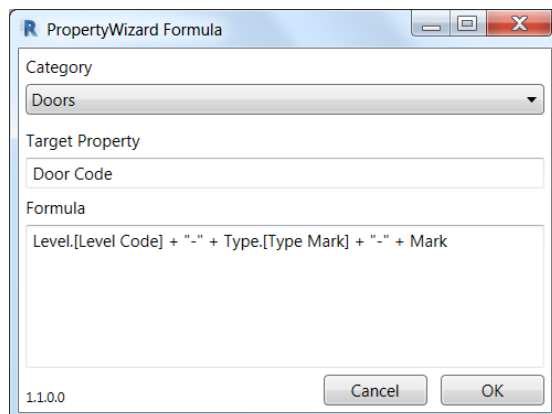 PropertyWizard Formula
Category
Doors
Target Property
Door Code
Formula
Level.[Level Code] + "-" + Type.[Type Mark] + "-" + Mark
1.1.0.0 Cancel OK